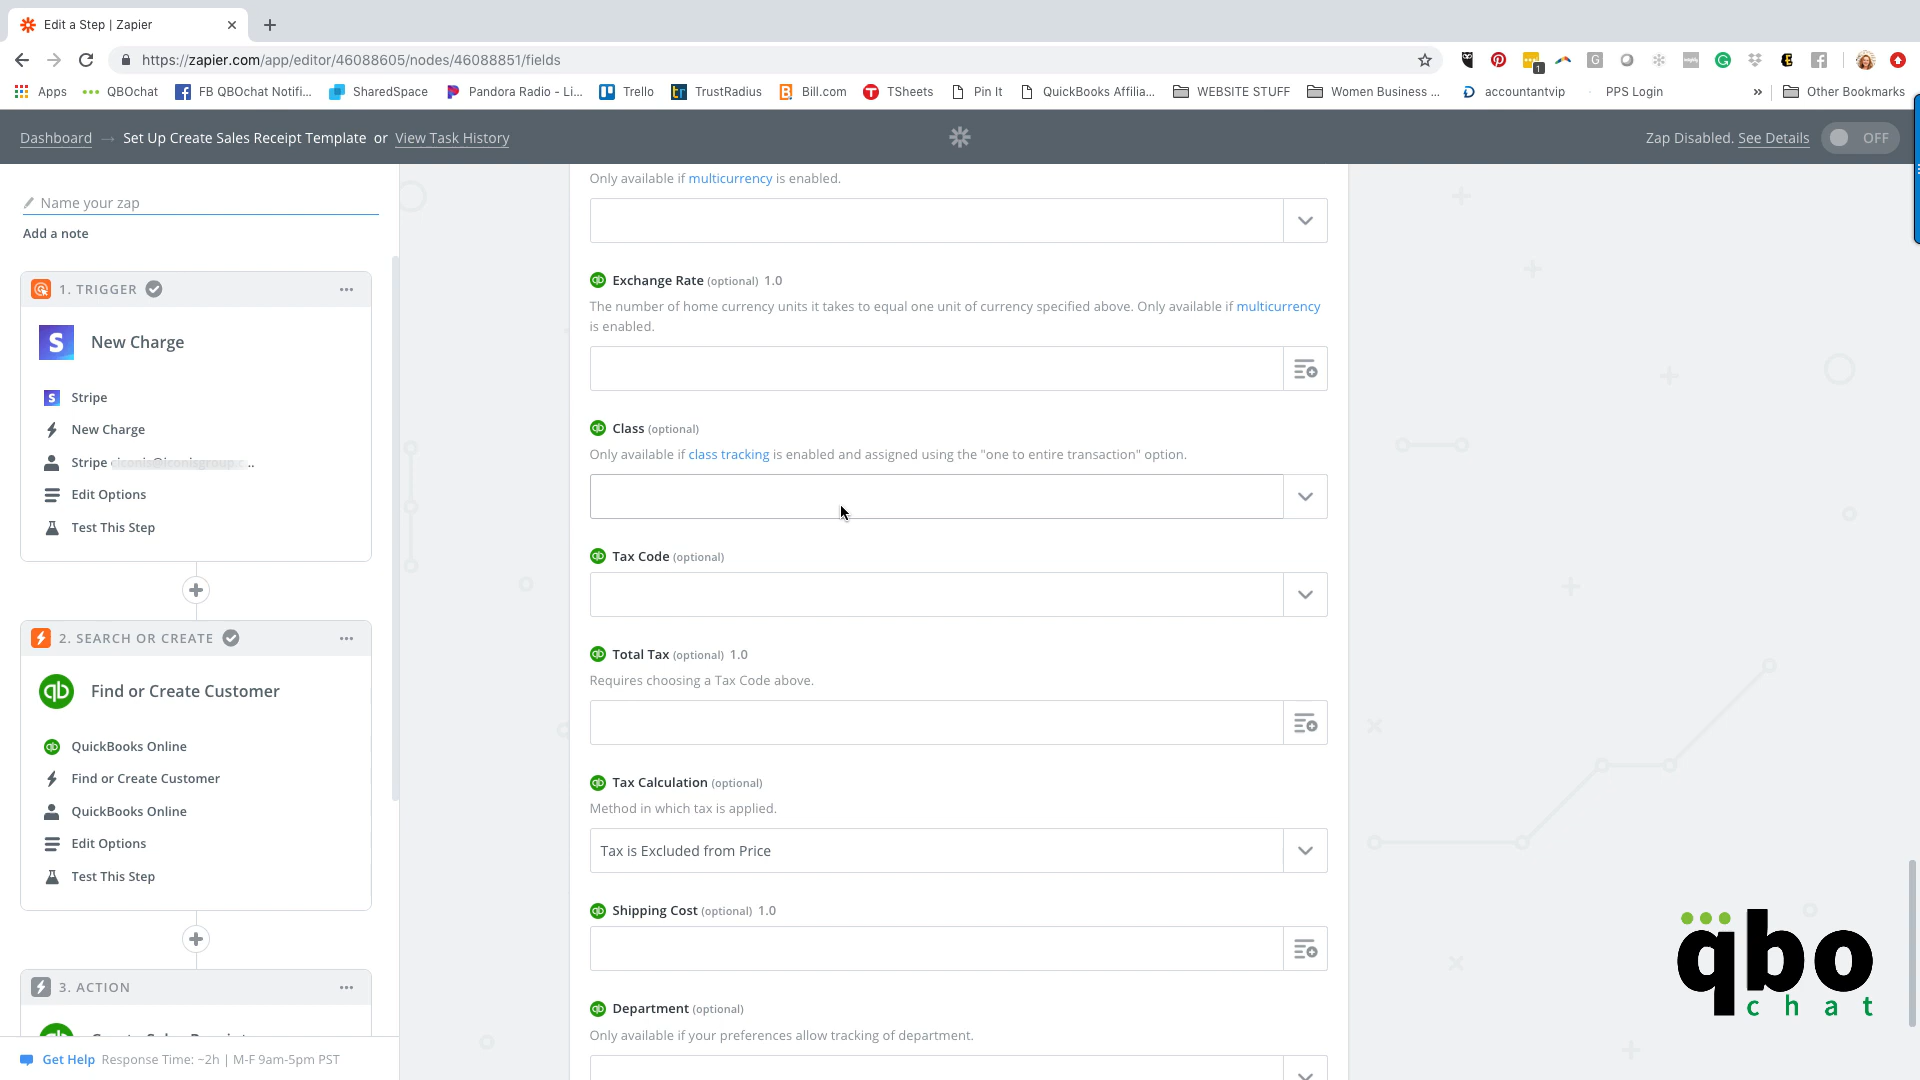 Edit a Step | Zapier
https://zapier.com/app/editor/46088605/nodes/46088851/fields
1
Apps
QBOchat
FB QBOchat Notifi...
SharedSpace
Pandora Radio - Li...
Trello
TrustRadius
Bill.com
TSheets
Pin It
QuickBooks Affilia...
WEBSITE STUFF
Women Business ...
accountantvip
PPS Login
»
Other Bookmarks
Dashboard → Set Up Create Sales Receipt Template or View Task History
Zap Disabled. See Details
OFF
Name your zap
Add a note
1. TRIGGER
New Charge
Stripe
New Charge
Stripe
Edit Options
Test This Step
2. SEARCH OR CREATE
qb
Find or Create Customer
QuickBooks Online
Find or Create Customer
QuickBooks Online
Edit Options
Test This Step
3. ACTION
Get Help Response Time: ~2h | M-F 9am-5pm PST
Only available if multicurrency is enabled.
Exchange Rate (optional) 1.0
The number of home currency units it takes to equal one unit of currency specified above. Only available if multicurrency
is enabled.
Class (optional)
Only available if class tracking is enabled and assigned using the "one to entire transaction" option.
Tax Code (optional)
Total Tax (optional) 1.0
Requires choosing a Tax Code above.
Tax Calculation (optional)
Method in which tax is applied.
Tax is Excluded from Price
Shipping Cost (optional) 1.0
Department (optional)
Only available if your preferences allow tracking of department.
qbo
chat